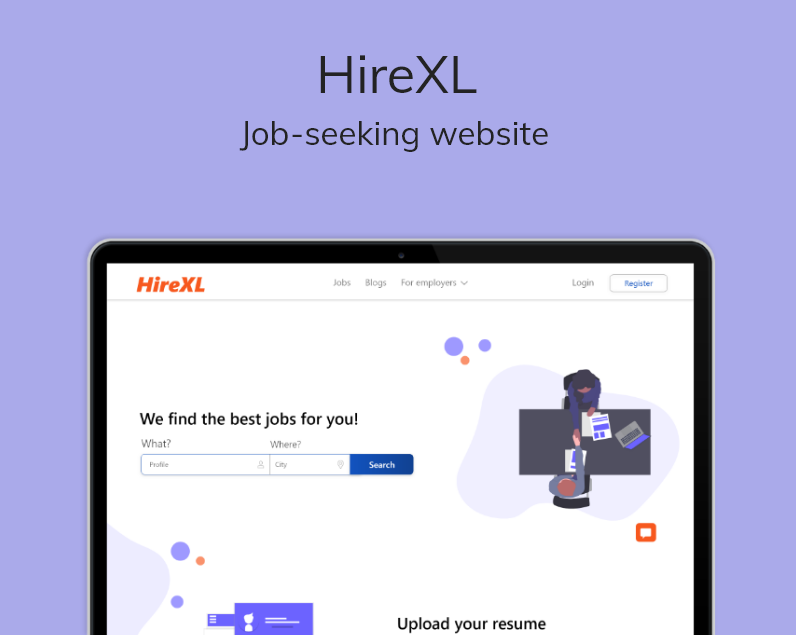 HireXL
Job-seeking website
HireXL
Jobs Blogs For employers Login Register
We find the best jobs for you!
What? Where?
Profile City Search
Upload your resume